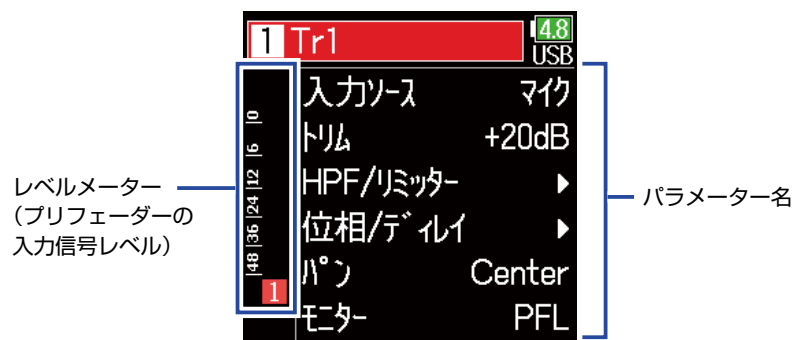 1 Tr1
4.8
USB
入力ソース マイク
トリム +20dB
HPF/リミッター ▶
位相/ディレイ ▶
パン Center
モニター PFL
|48 |36 |24 |12 |6 |0
1
レベルメーター
（プリフェーダーの
入力信号レベル）
パラメーター名